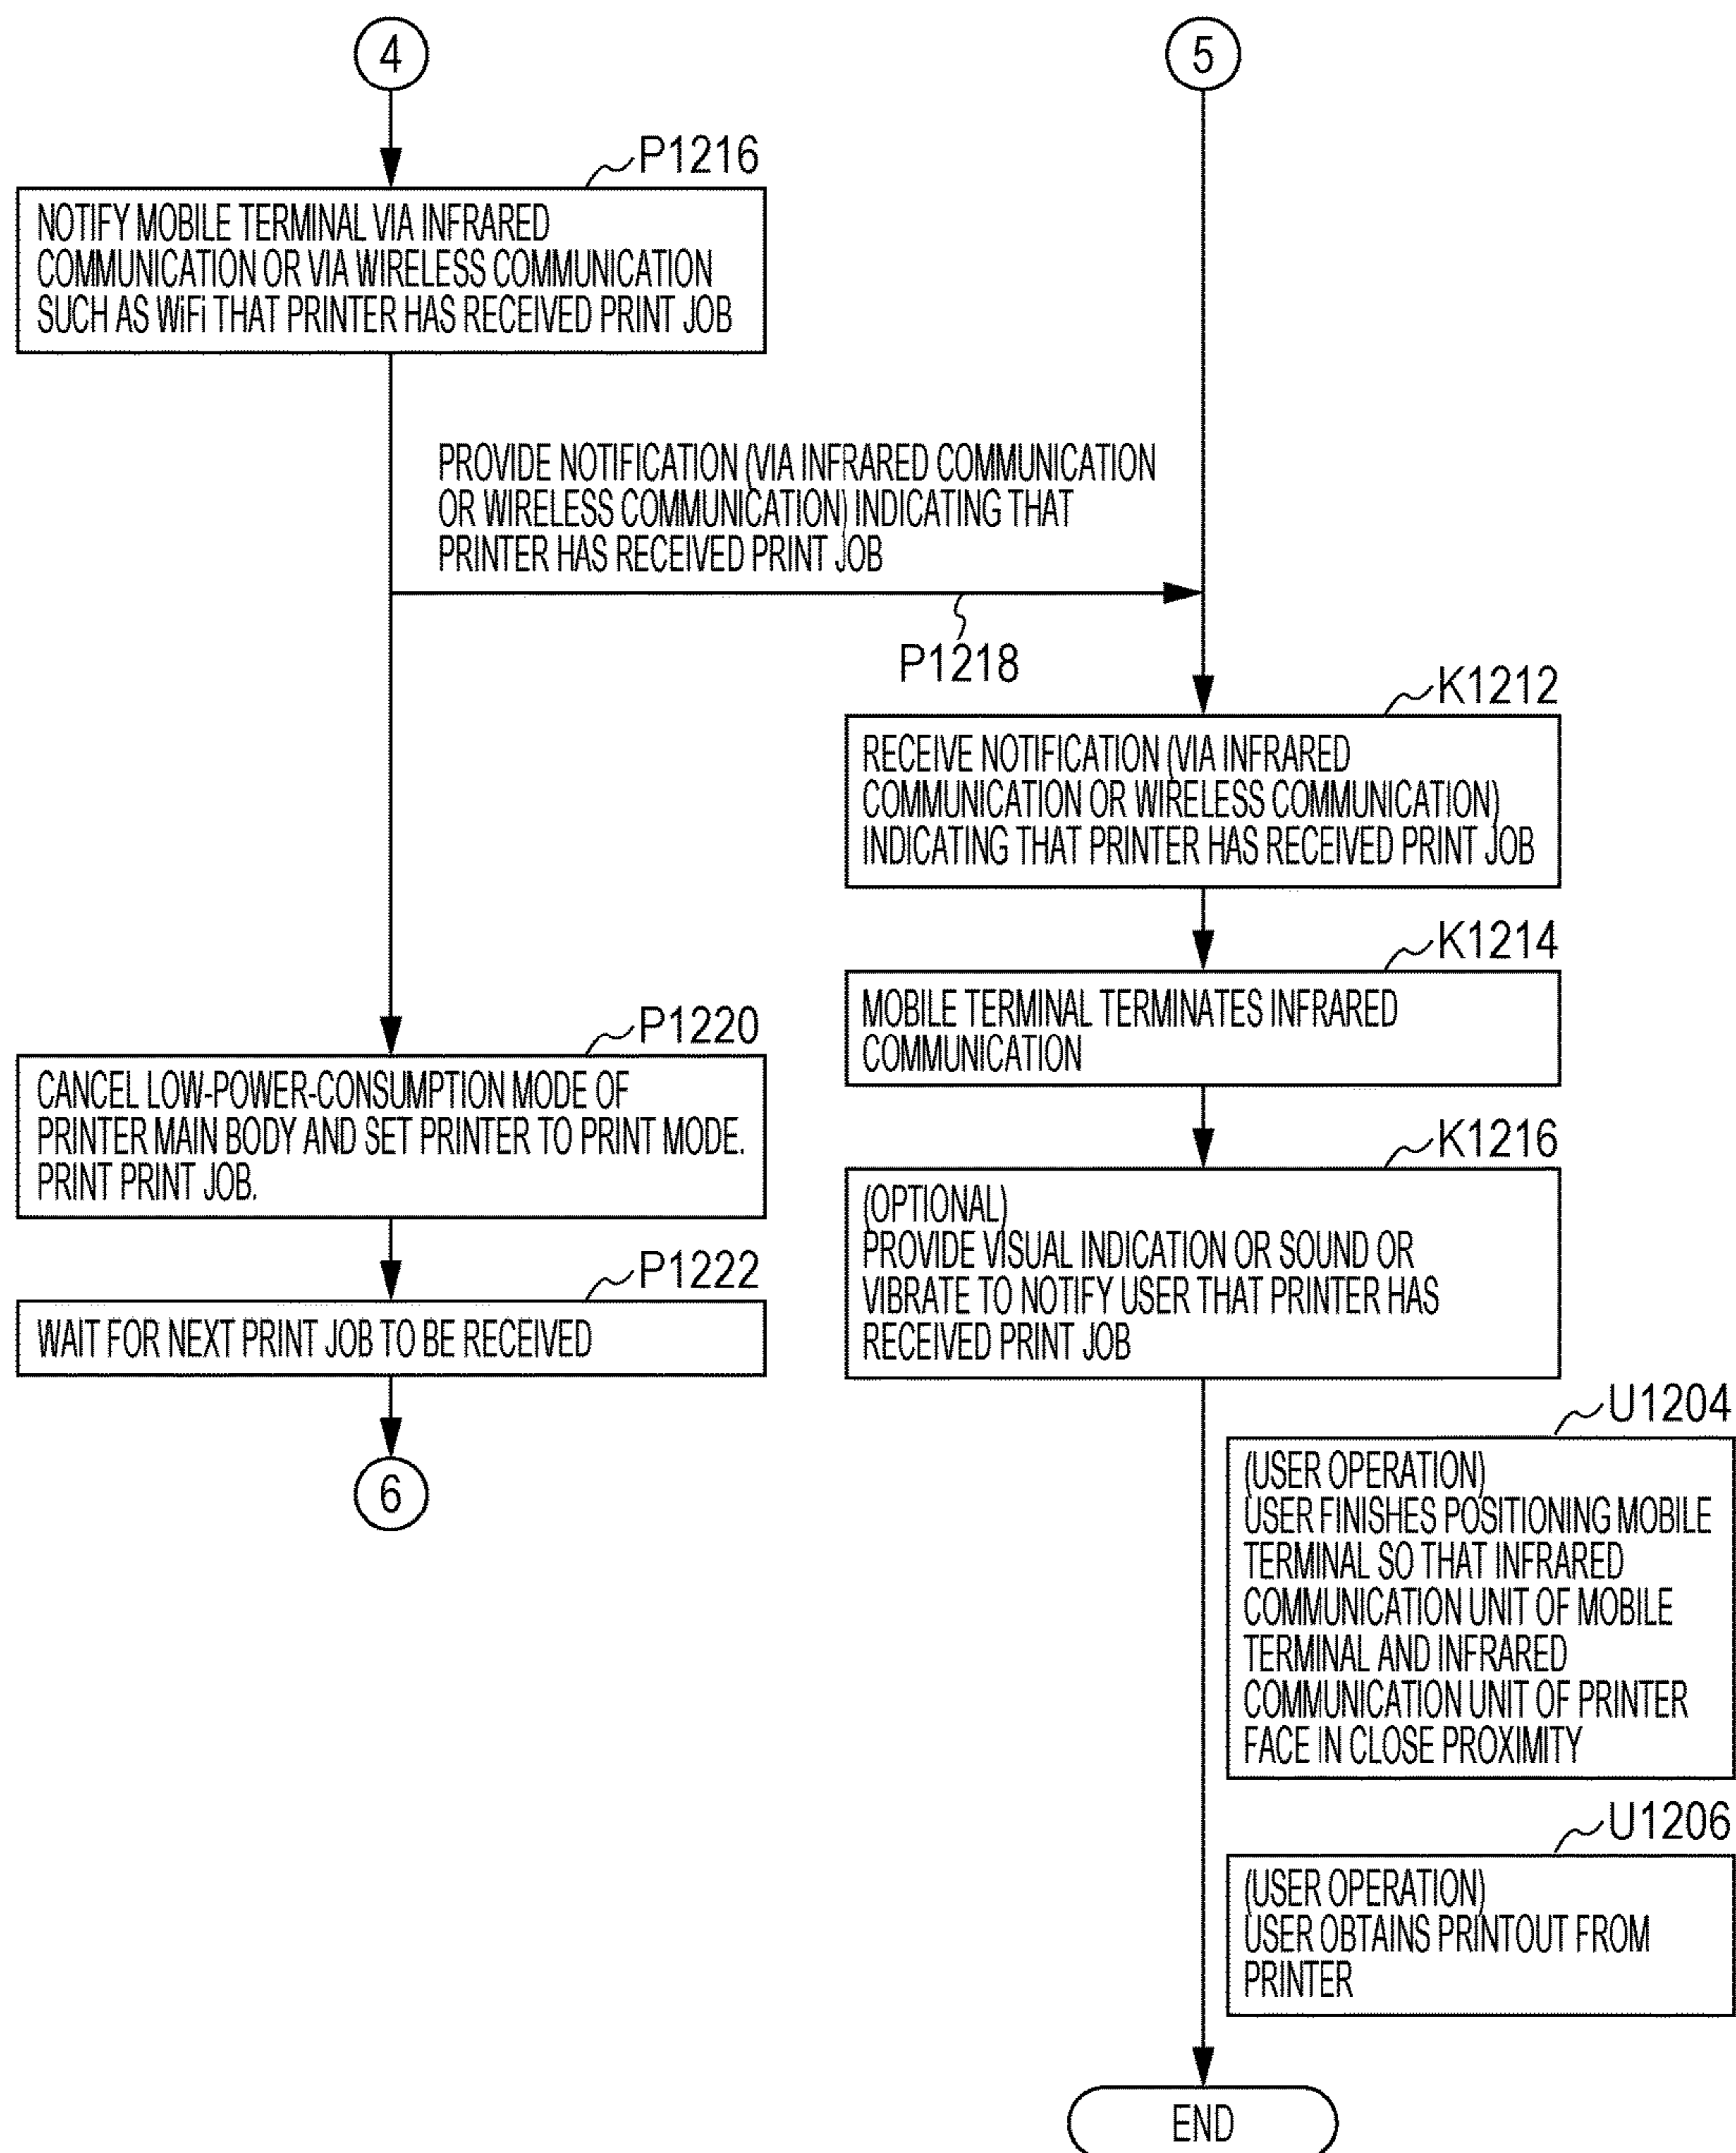 4
5
P1216
NOTIFY MOBILE TERMINAL VIA INFRARED
COMMUNICATION OR VIA WIRELESS COMMUNICATION
SUCH AS WiFi THAT PRINTER HAS RECEIVED PRINT JOB
PROVIDE NOTIFICATION (VIA INFRARED COMMUNICATION
OR WIRELESS COMMUNICATION) INDICATING THAT
PRINTER HAS RECEIVED PRINT JOB
P1218
K1212
RECEIVE NOTIFICATION (VIA INFRARED
COMMUNICATION OR WIRELESS COMMUNICATION)
INDICATING THAT PRINTER HAS RECEIVED PRINT JOB
K1214
MOBILE TERMINAL TERMINATES INFRARED
COMMUNICATION
P1220
CANCEL LOW-POWER-CONSUMPTION MODE OF
PRINTER MAIN BODY AND SET PRINTER TO PRINT MODE.
PRINT PRINT JOB.
K1216
(OPTIONAL)
PROVIDE VISUAL INDICATION OR SOUND OR
VIBRATE TO NOTIFY USER THAT PRINTER HAS
RECEIVED PRINT JOB
P1222
WAIT FOR NEXT PRINT JOB TO BE RECEIVED
6
U1204
(USER OPERATION)
USER FINISHES POSITIONING MOBILE
TERMINAL SO THAT INFRARED
COMMUNICATION UNIT OF MOBILE
TERMINAL AND INFRARED
COMMUNICATION UNIT OF PRINTER
FACE IN CLOSE PROXIMITY
U1206
(USER OPERATION)
USER OBTAINS PRINTOUT FROM
PRINTER
END